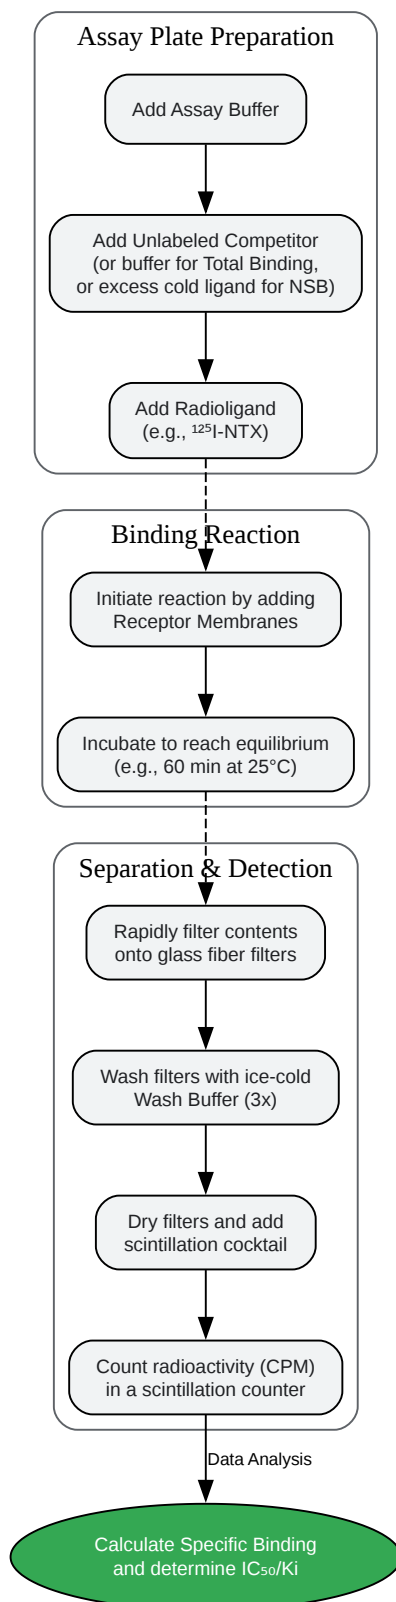 Assay Plate Preparation
Add Assay Buffer
Add Unlabeled Competitor
(or buffer for Total Binding,
or excess cold ligand for NSB)
Add Radioligand
(e.g., ¹²⁵I-NTX)
Binding Reaction
Initiate reaction by adding
Receptor Membranes
Incubate to reach equilibrium
(e.g., 60 min at 25°C)
Separation & Detection
Rapidly filter contents
onto glass fiber filters
Wash filters with ice-cold
Wash Buffer (3x)
Dry filters and add
scintillation cocktail
Count radioactivity (CPM)
in a scintillation counter
Data Analysis
Calculate Specific Binding
and determine IC₅₀/Ki